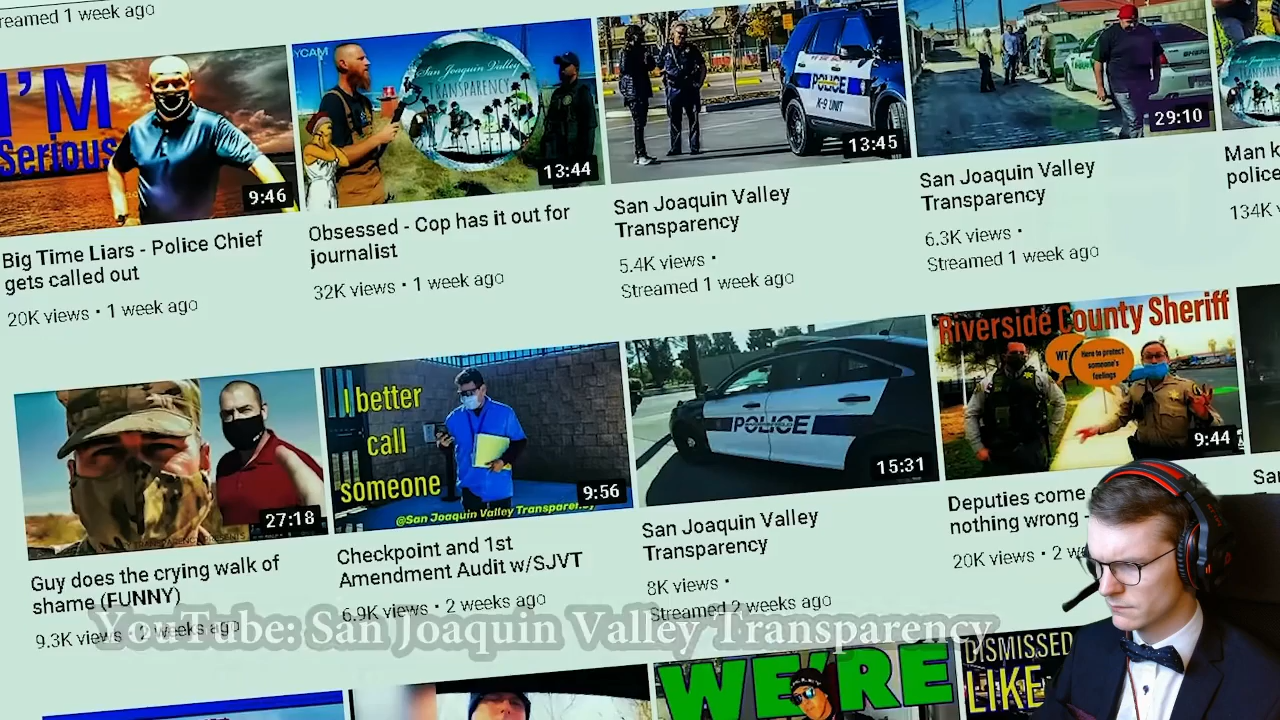 reamed 1 week ago
I'M
Serious
9:46
Big Time Liars - Police Chief
gets called out
20K views • 1 week ago
YCAM
San Joaquin Valley
TRANSPARENCY
13:44
Obsessed - Cop has it out for
journalist
32K views • 1 week ago
POLICE
K-9 UNIT
13:45
San Joaquin Valley
Transparency
5.4K views •
Streamed 1 week ago
29:10
San Joaquin Valley
Transparency
6.3K views •
Streamed 1 week ago
Man k
police
134K v
27:18
Guy does the crying walk of
shame (FUNNY)
9.3K views • 2 weeks ago
I better
call
someone
@San Joaquin Valley Transparency
9:56
Checkpoint and 1st
Amendment Audit w/SJVT
6.9K views • 2 weeks ago
POLICE
15:31
San Joaquin Valley
Transparency
8K views •
Streamed 2 weeks ago
Riverside County Sheriff
WT
Here to protect
someone's
feelings
9:44
Deputies come
nothing wrong -
20K views • 2 w
Sa
YouTube: San Joaquin Valley Transparency
WE'RE
DISMISSED
LIKE